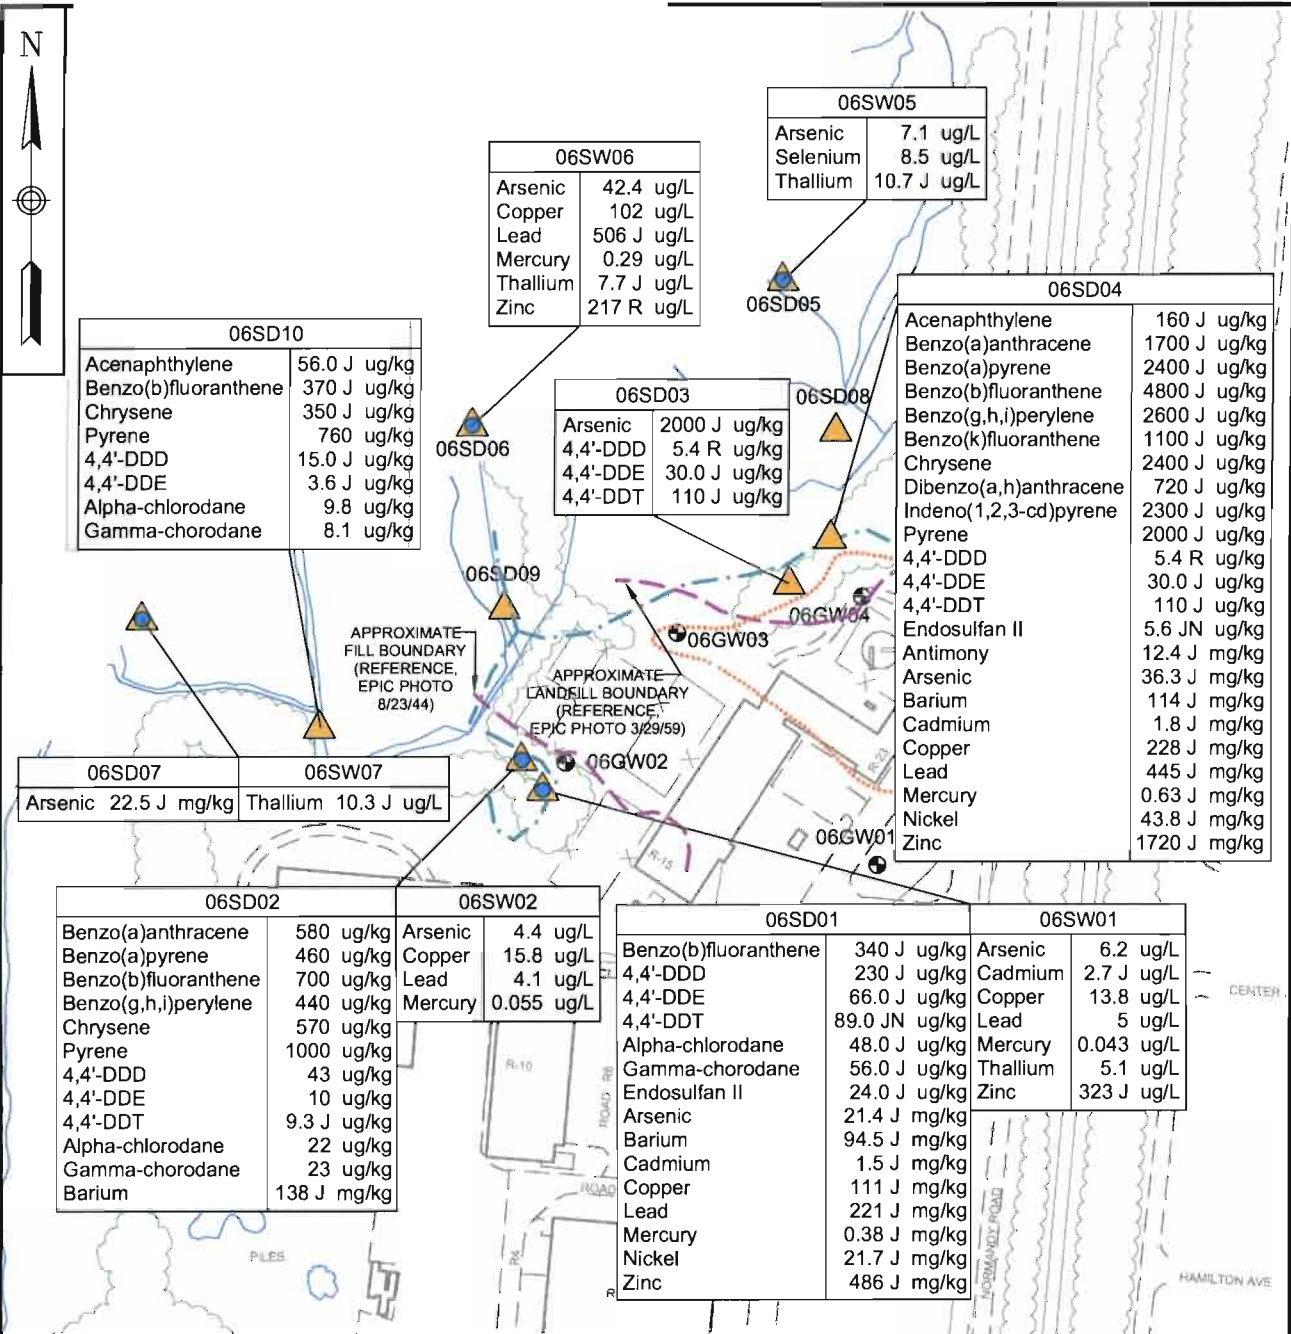 N
06SW05
Arsenic 7.1 ug/L
Selenium 8.5 ug/L
Thallium 10.7 J ug/L
06SW06
Arsenic 42.4 ug/L
Copper 102 ug/L
Lead 506 J ug/L
Mercury 0.29 ug/L
Thallium 7.7 J ug/L
Zinc 217 R ug/L
06SD05
06SD04
Acenaphthylene 160 J ug/kg
Benzo(a)anthracene 1700 J ug/kg
Benzo(a)pyrene 2400 J ug/kg
Benzo(b)fluoranthene 4800 J ug/kg
Benzo(g,h,i)perylene 2600 J ug/kg
Benzo(k)fluoranthene 1100 J ug/kg
Chrysene 2400 J ug/kg
Dibenzo(a,h)anthracene 720 J ug/kg
Indeno(1,2,3-cd)pyrene 2300 J ug/kg
Pyrene 2000 J ug/kg
4,4'-DDD 5.4 R ug/kg
4,4'-DDE 30.0 J ug/kg
4,4'-DDT 110 J ug/kg
Endosulfan II 5.6 JN ug/kg
Antimony 12.4 J mg/kg
Arsenic 36.3 J mg/kg
Barium 114 J mg/kg
Cadmium 1.8 J mg/kg
Copper 228 J mg/kg
Lead 445 J mg/kg
Mercury 0.63 J mg/kg
Nickel 43.8 J mg/kg
Zinc 1720 J mg/kg
06SD10
Acenaphthylene 56.0 J ug/kg
Benzo(b)fluoranthene 370 J ug/kg
Chrysene 350 J ug/kg
Pyrene 760 ug/kg
4,4'-DDD 15.0 J ug/kg
4,4'-DDE 3.6 J ug/kg
Alpha-chlorodane 9.8 ug/kg
Gamma-chorodane 8.1 ug/kg
06SD03
Arsenic 2000 J ug/kg
4,4'-DDD 5.4 R ug/kg
4,4'-DDE 30.0 J ug/kg
4,4'-DDT 110 J ug/kg
06SD08
06SD06
06SD09
06GW04
06GW03
APPROXIMATE
FILL BOUNDARY
(REFERENCE,
EPIC PHOTO
8/23/44)
APPROXIMATE
LANDFILL BOUNDARY
(REFERENCE,
EPIC PHOTO 3/29/59)
06GW02
R-23
06GW01
R-15
06SD07
Arsenic 22.5 J mg/kg
06SW07
Thallium 10.3 J ug/L
06SD02
Benzo(a)anthracene 580 ug/kg
Benzo(a)pyrene 460 ug/kg
Benzo(b)fluoranthene 700 ug/kg
Benzo(g,h,i)perylene 440 ug/kg
Chrysene 570 ug/kg
Pyrene 1000 ug/kg
4,4'-DDD 43 ug/kg
4,4'-DDE 10 ug/kg
4,4'-DDT 9.3 J ug/kg
Alpha-chlorodane 22 ug/kg
Gamma-chorodane 23 ug/kg
Barium 138 J mg/kg
06SW02
Arsenic 4.4 ug/L
Copper 15.8 ug/L
Lead 4.1 ug/L
Mercury 0.055 ug/L
06SD01
Benzo(b)fluoranthene 340 J ug/kg
4,4'-DDD 230 J ug/kg
4,4'-DDE 66.0 J ug/kg
4,4'-DDT 89.0 JN ug/kg
Alpha-chlorodane 48.0 J ug/kg
Gamma-chorodane 56.0 J ug/kg
Endosulfan II 24.0 J ug/kg
Arsenic 21.4 J mg/kg
Barium 94.5 J mg/kg
Cadmium 1.5 J mg/kg
Copper 111 J mg/kg
Lead 221 J mg/kg
Mercury 0.38 J mg/kg
Nickel 21.7 J mg/kg
Zinc 486 J mg/kg
06SW01
Arsenic 6.2 ug/L
Cadmium 2.7 J ug/L
Copper 13.8 ug/L
Lead 5 ug/L
Mercury 0.043 ug/L
Thallium 5.1 ug/L
Zinc 323 J ug/L
CENTER
R-10
ROAD R6
ROAD
R4
PILES
NORMANDY ROAD
HAMILTON AVE